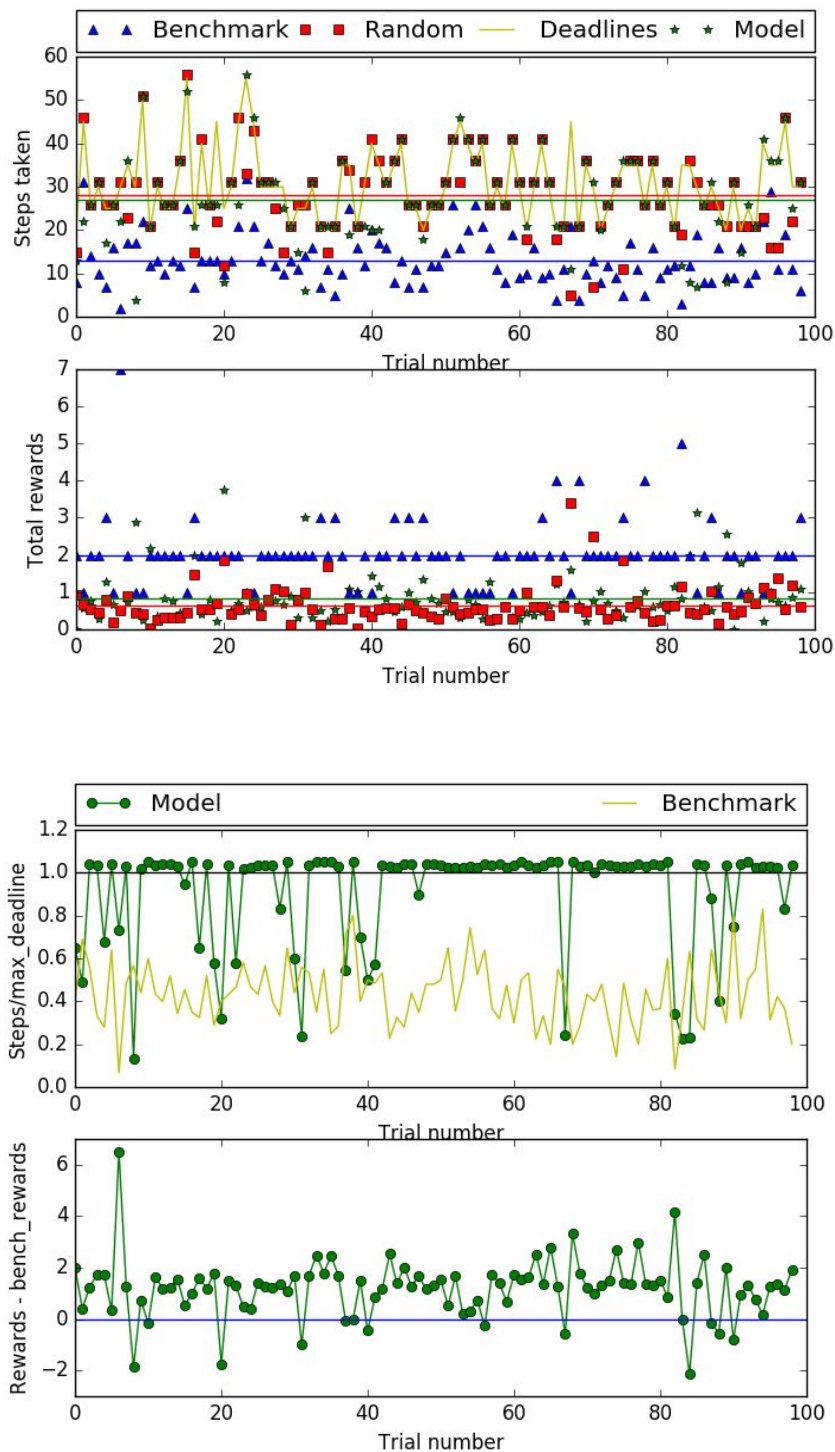 Benchmark Random Deadlines Model
60
50
40
30
20
10
0
Steps taken
0 20 40 60 80 100
Trial number
7
6
5
4
3
2
1
0
Total rewards
0 20 40 60 80 100
Trial number
Model Benchmark
1.2
1.0
0.8
0.6
0.4
0.2
0.0
Steps/max_deadline
0 20 40 60 80 100
Trial number
6
4
2
0
−2
Rewards - bench_rewards
0 20 40 60 80 100
Trial number